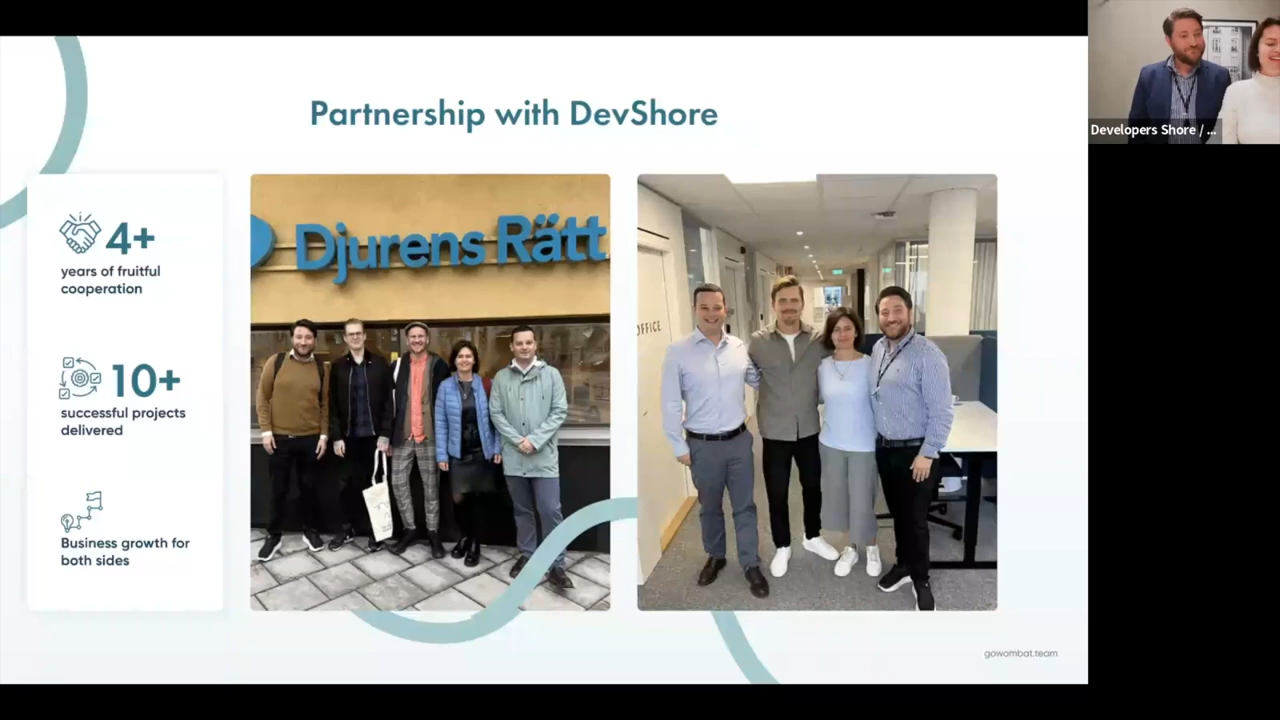 Partnership with DevShore
4+
years of fruitful
cooperation
10+
successful projects
delivered
Business growth for
both sides
Djurens Rätt
OFFICE
gowombat.team
Developers Shore / ...